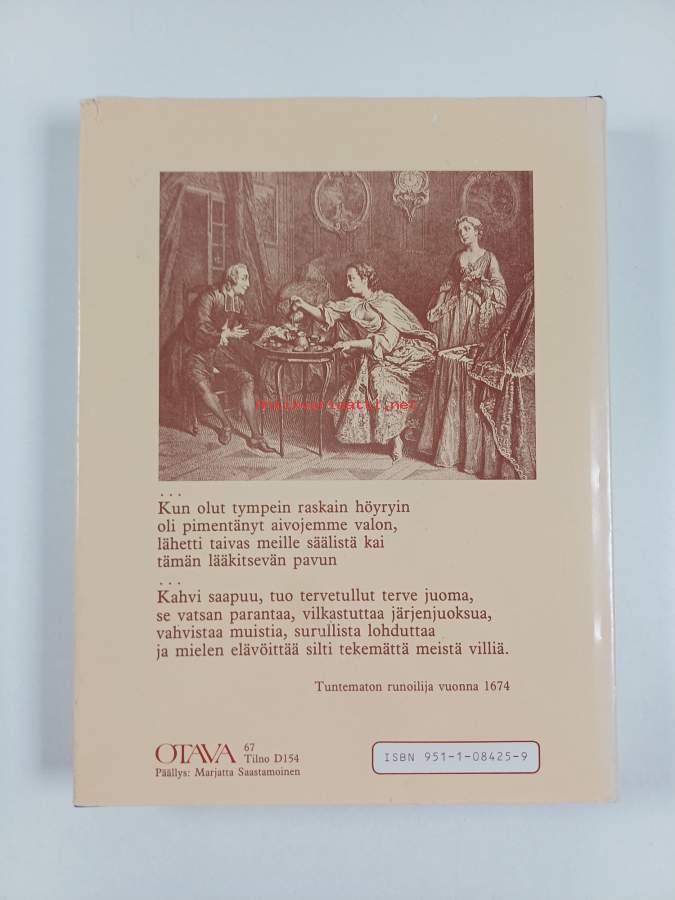 Antikvariaatti.net
...
Kun olut tympein raskain höyryin
oli pimentänyt aivojemme valon,
lähetti taivas meille säälistä kai
tämän lääkitsevän pavun
...
Kahvi saapuu, tuo tervetullut terve juoma,
se vatsan parantaa, vilkastuttaa järjenjuoksua,
vahvistaa muistia, surullista lohduttaa
ja mielen elävöittää silti tekemättä meistä villiä.
Tuntematon runoilija vuonna 1674
OTAVA
67
Tilno D154
Päällys: Marjatta Saastamoinen
ISBN 951-1-08425-9